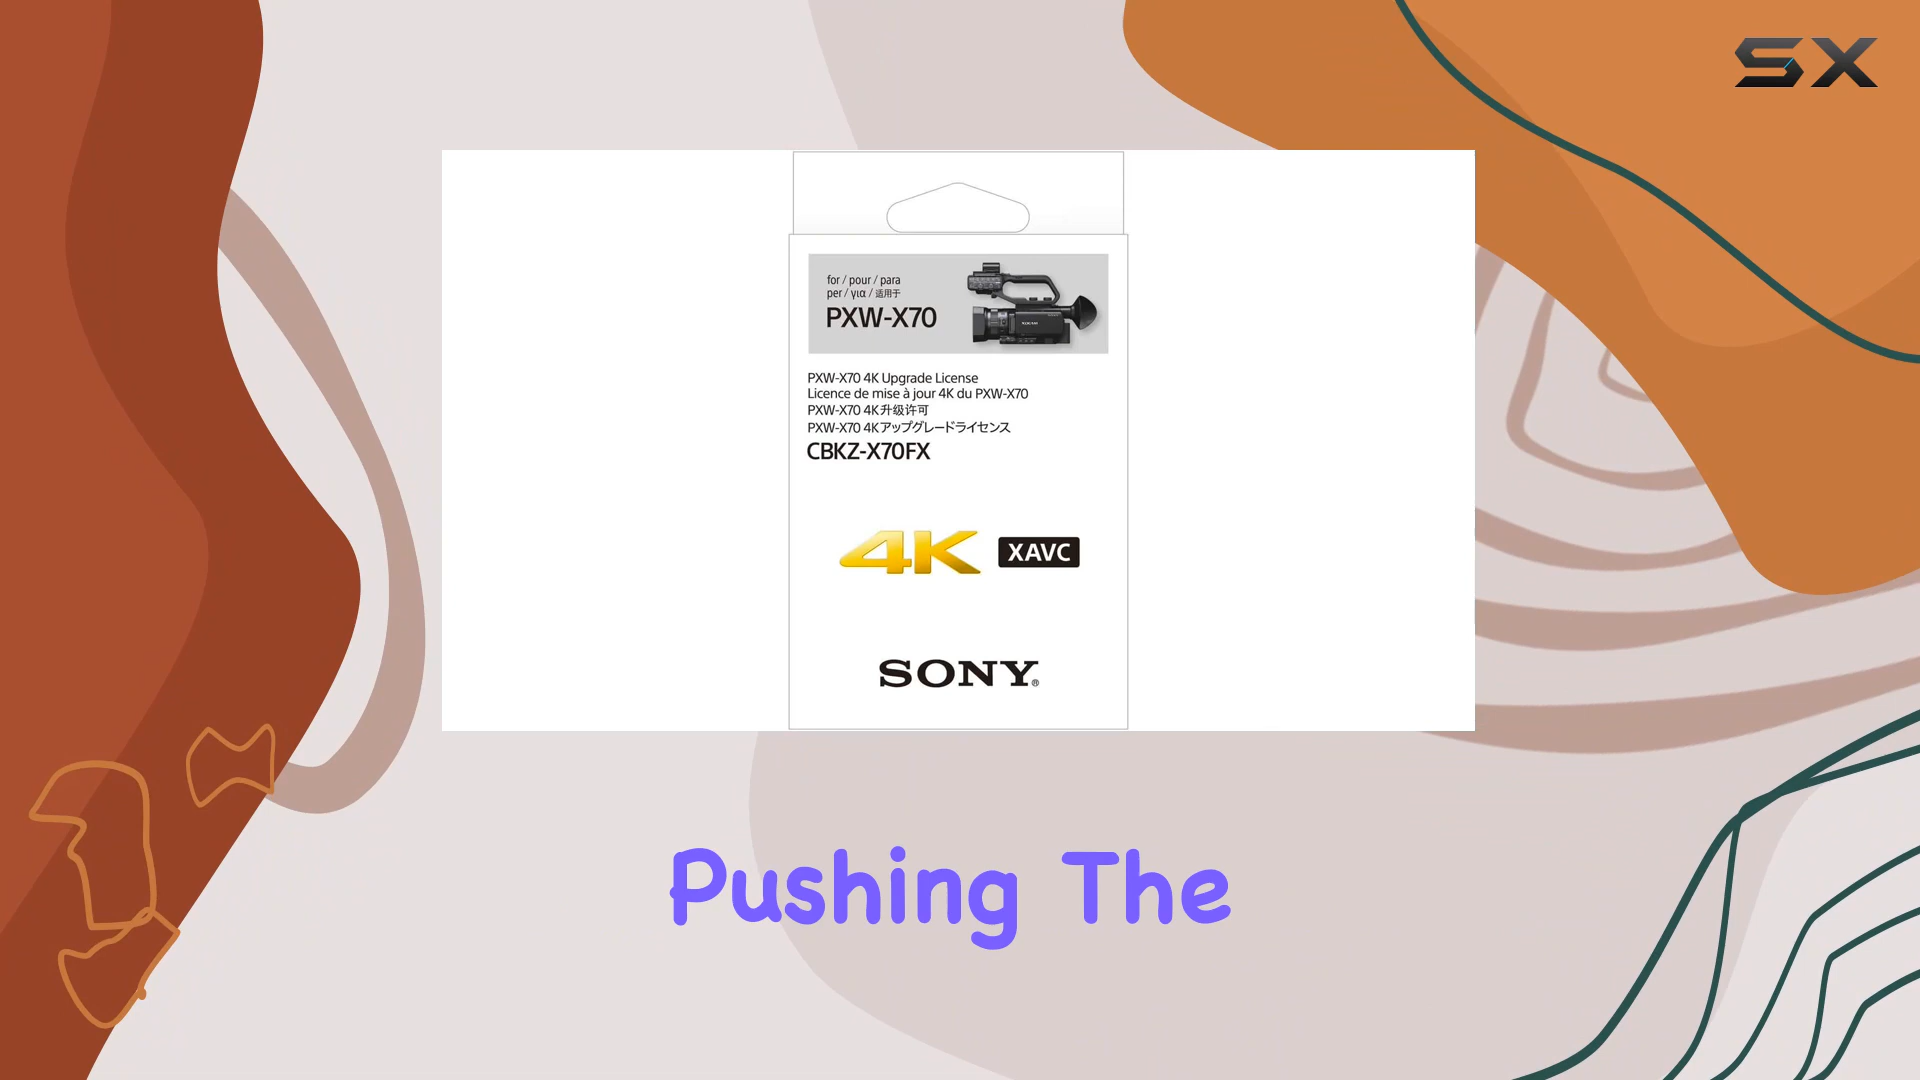 SX
for / pour / para
per / για / 适用于
PXW-X70
PXW-X70 4K Upgrade License
Licence de mise à jour 4K du PXW-X70
PXW-X70 4K升级许可
PXW-X70 4Kアップグレードライセンス
CBKZ-X70FX
4K XAVC
SONY®
Pushing The